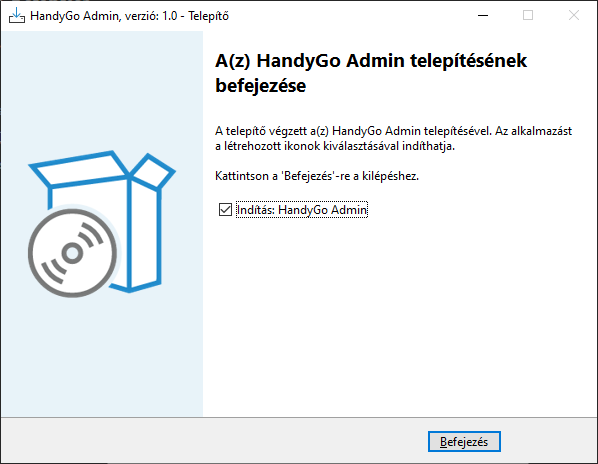 HandyGo Admin, verzió: 1.0 - Telepítő
A(z) HandyGo Admin telepítésének
befejezése
A telepítő végzett a(z) HandyGo Admin telepítésével. Az alkalmazást
a létrehozott ikonok kiválasztásával indíthatja.
Kattintson a 'Befejezés'-re a kilépéshez.
Indítás: HandyGo Admin
Befejezés